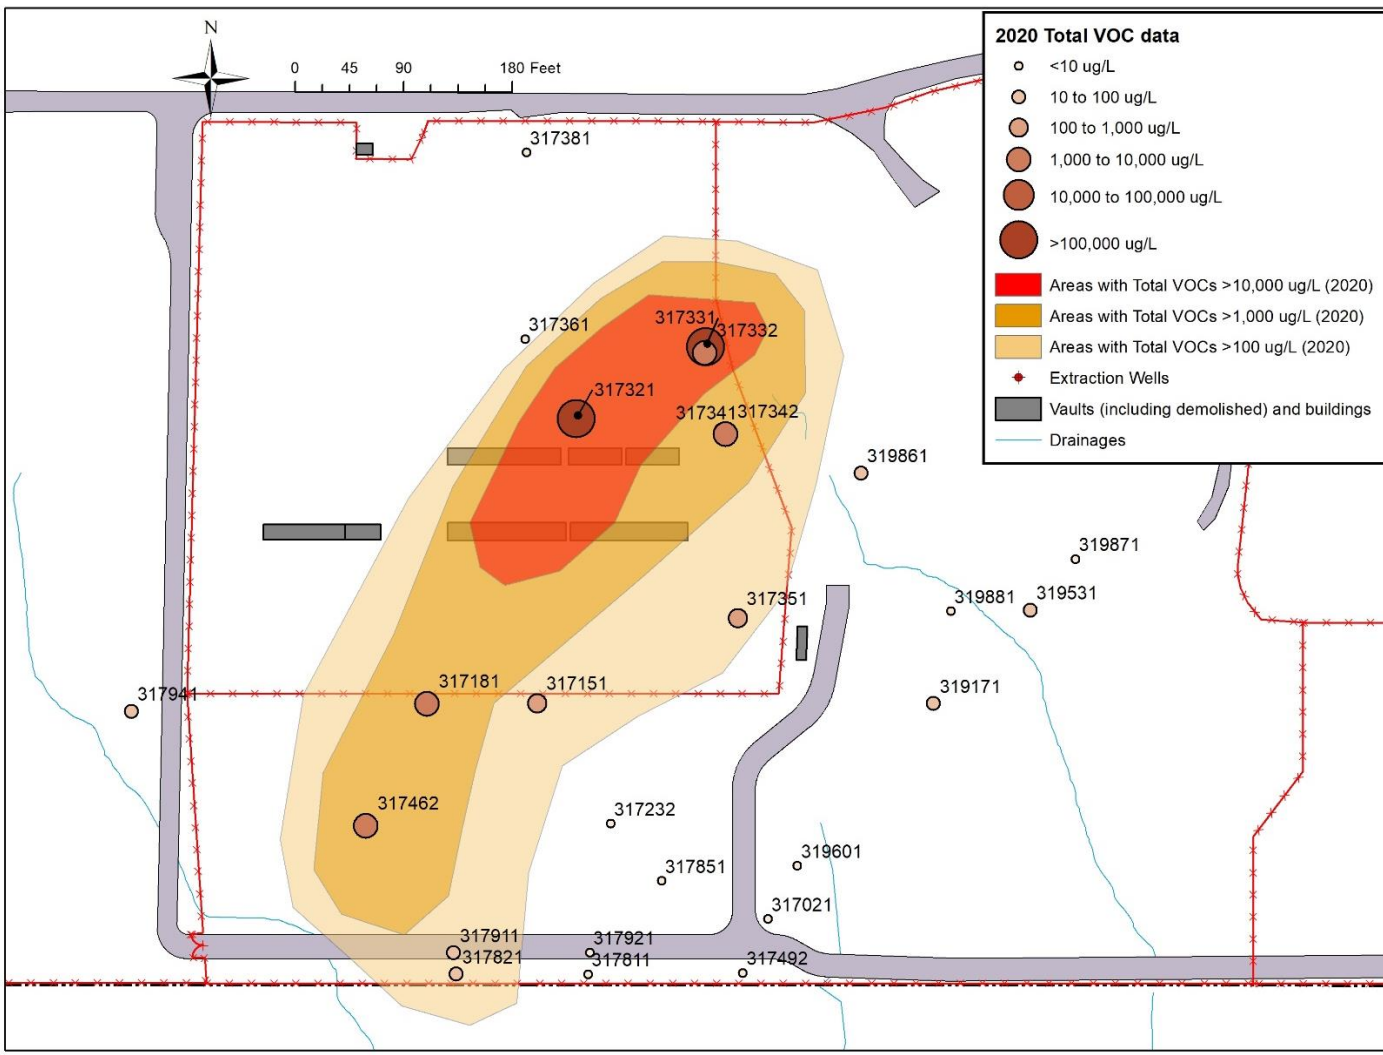 N
0 45 90 180 Feet
2020 Total VOC data
<10 ug/L
10 to 100 ug/L
100 to 1,000 ug/L
1,000 to 10,000 ug/L
10,000 to 100,000 ug/L
>100,000 ug/L
Areas with Total VOCs >10,000 ug/L (2020)
Areas with Total VOCs >1,000 ug/L (2020)
Areas with Total VOCs >100 ug/L (2020)
Extraction Wells
Vaults (including demolished) and buildings
Drainages
317381
317331
317332
317361
317321
317341
317342
319861
319871
319881
319531
317351
317181
317151
317941
319171
317462
317232
319601
317851
317021
317911
317921
317821
317811
317492